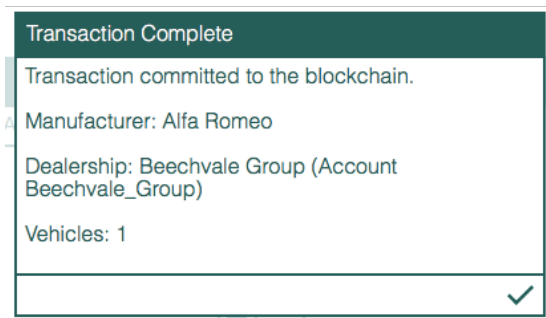 Transaction Complete
Transaction committed to the blockchain.
Manufacturer: Alfa Romeo
Dealership: Beechvale Group (Account
Beechvale_Group)
Vehicles: 1